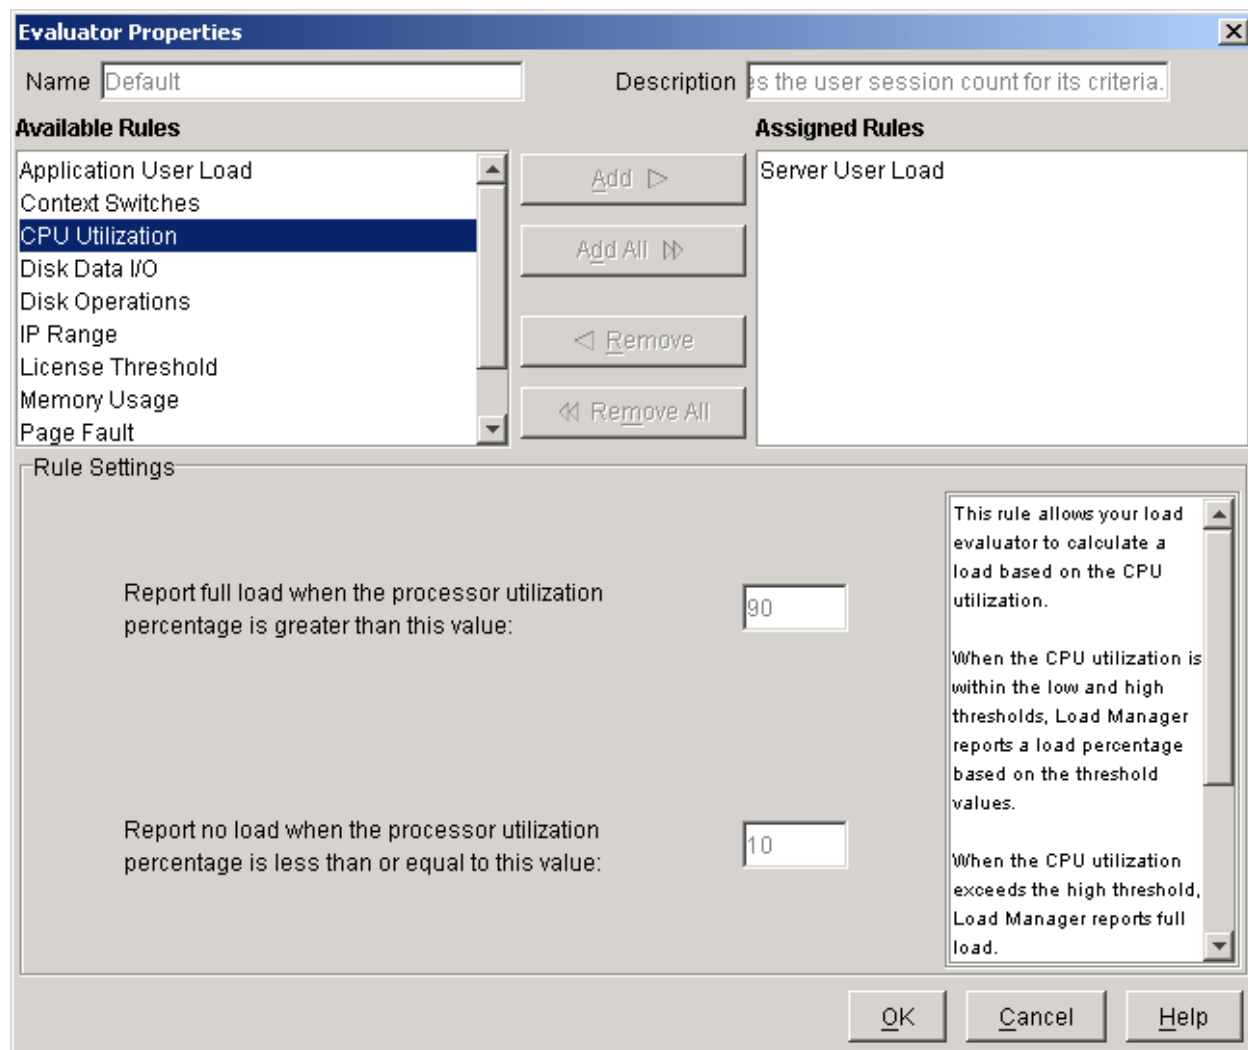 Evaluator Properties
Name Default
Description es the user session count for its criteria.
Available Rules
Application User Load
Context Switches
CPU Utilization
Disk Data I/O
Disk Operations
IP Range
License Threshold
Memory Usage
Page Fault
Add
Add All
Remove
Remove All
Assigned Rules
Server User Load
Rule Settings
Report full load when the processor utilization
percentage is greater than this value:
90
Report no load when the processor utilization
percentage is less than or equal to this value:
10
This rule allows your load
evaluator to calculate a
load based on the CPU
utilization.
When the CPU utilization is
within the low and high
thresholds, Load Manager
reports a load percentage
based on the threshold
values.
When the CPU utilization
exceeds the high threshold,
Load Manager reports full
load.
OK
Cancel
Help